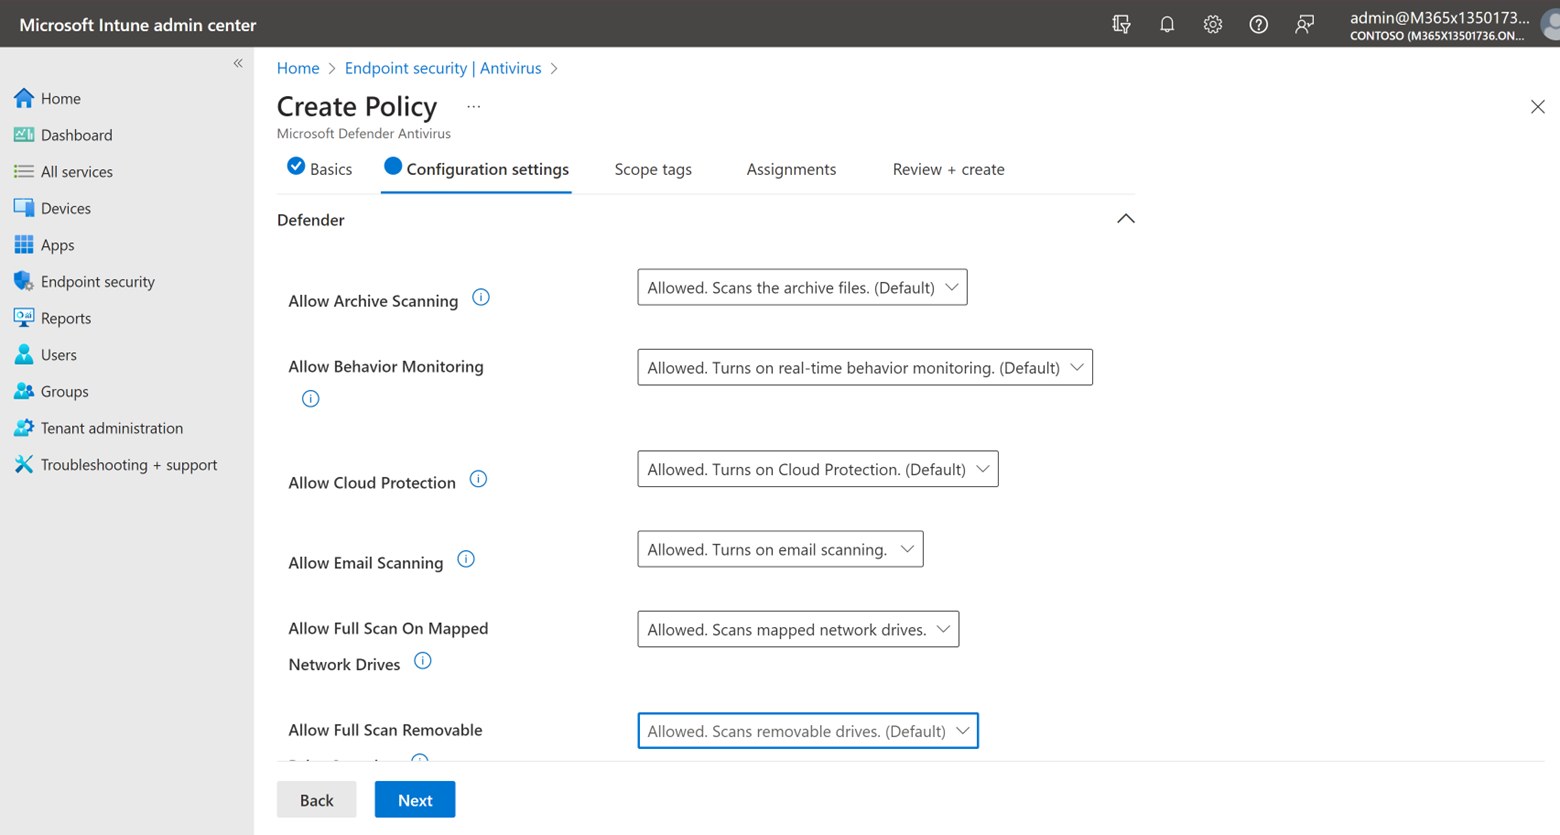 Microsoft Intune admin center
admin@M365x1350173...
CONTOSO (M365X13501736.ON...
Home
Dashboard
All services
Devices
Apps
Endpoint security
Reports
Users
Groups
Tenant administration
Troubleshooting + support
Home > Endpoint security | Antivirus >
Create Policy ...
Microsoft Defender Antivirus
Basics Configuration settings Scope tags Assignments Review + create
Defender
Allow Archive Scanning Allowed. Scans the archive files. (Default)
Allow Behavior Monitoring Allowed. Turns on real-time behavior monitoring. (Default)
Allow Cloud Protection Allowed. Turns on Cloud Protection. (Default)
Allow Email Scanning Allowed. Turns on email scanning.
Allow Full Scan On Mapped Allowed. Scans mapped network drives.
Network Drives
Allow Full Scan Removable Allowed. Scans removable drives. (Default)
Back Next